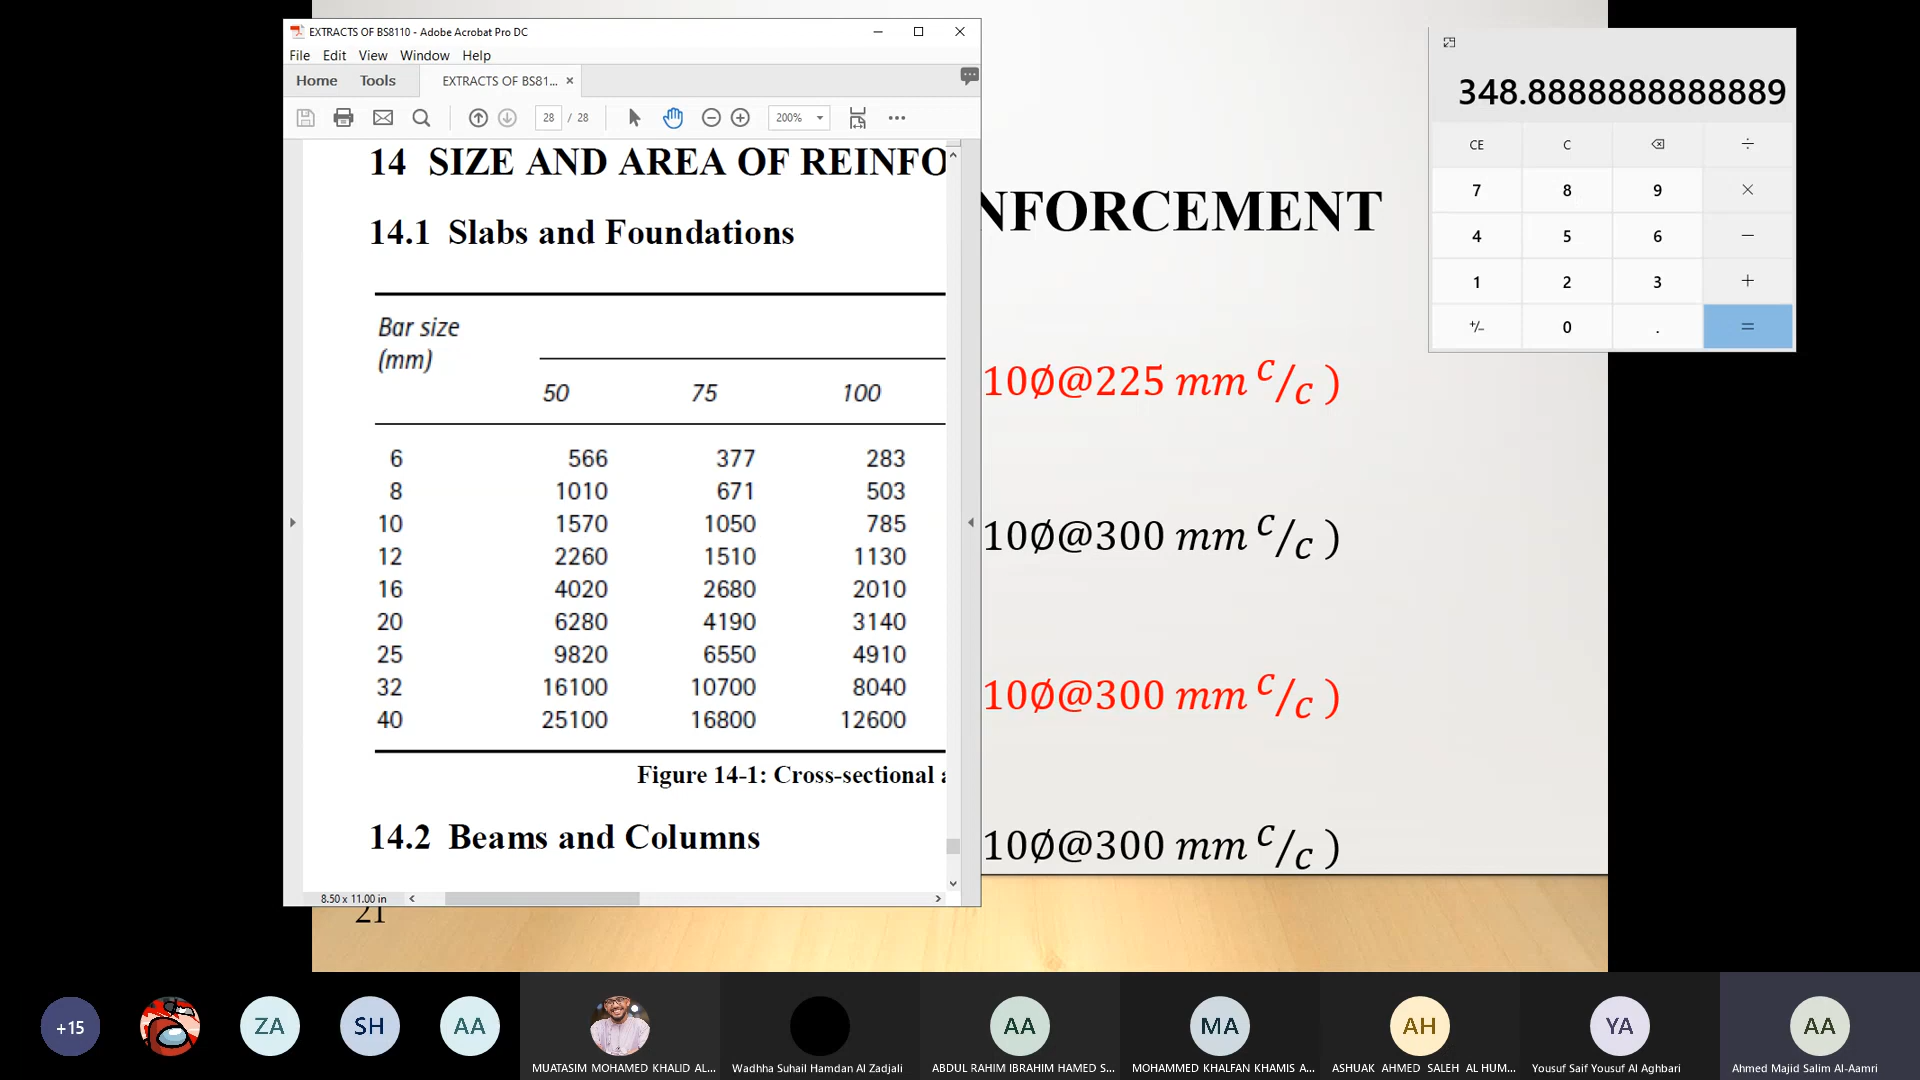 EXTRACTS OF BS8110 - Adobe Acrobat Pro DC
File Edit View Window Help
Home Tools EXTRACTS OF BS81... ×
28 / 28 200%
14 SIZE AND AREA OF REINFO
14.1 Slabs and Foundations
Bar size
(mm)
50 75 100
6 566 377 283
8 1010 671 503
10 1570 1050 785
12 2260 1510 1130
16 4020 2680 2010
20 6280 4190 3140
25 9820 6550 4910
32 16100 10700 8040
40 25100 16800 12600
Figure 14-1: Cross-sectional a
14.2 Beams and Columns
8.50 x 11.00 in
NFORCEMENT
10∅@225 mm c/c )
10∅@300 mm c/c )
10∅@300 mm c/c )
10∅@300 mm c/c )
21
348.8888888888889
CE C ⌫ ÷
7 8 9 ×
4 5 6 −
1 2 3 +
+/− 0 . =
+15 ZA SH AA AA MA AH YA AA
MUATASIM MOHAMED KHALID AL...
Wadhha Suhail Hamdan Al Zadjali
ABDUL RAHIM IBRAHIM HAMED S...
MOHAMMED KHALFAN KHAMIS A...
ASHUAK AHMED SALEH AL HUM...
Yousuf Saif Yousuf Al Aghbari
Ahmed Majid Salim Al-Aamri